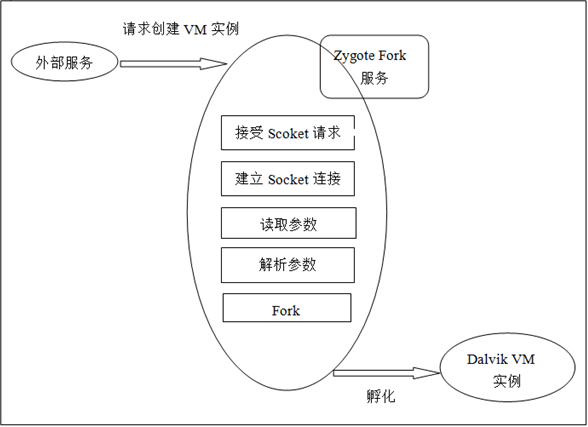 请求创建 VM 实例
外部服务
Zygote Fork
服务
接受 Scoket 请求
建立 Socket 连接
读取参数
解析参数
Fork
Dalvik VM
实例
孵化